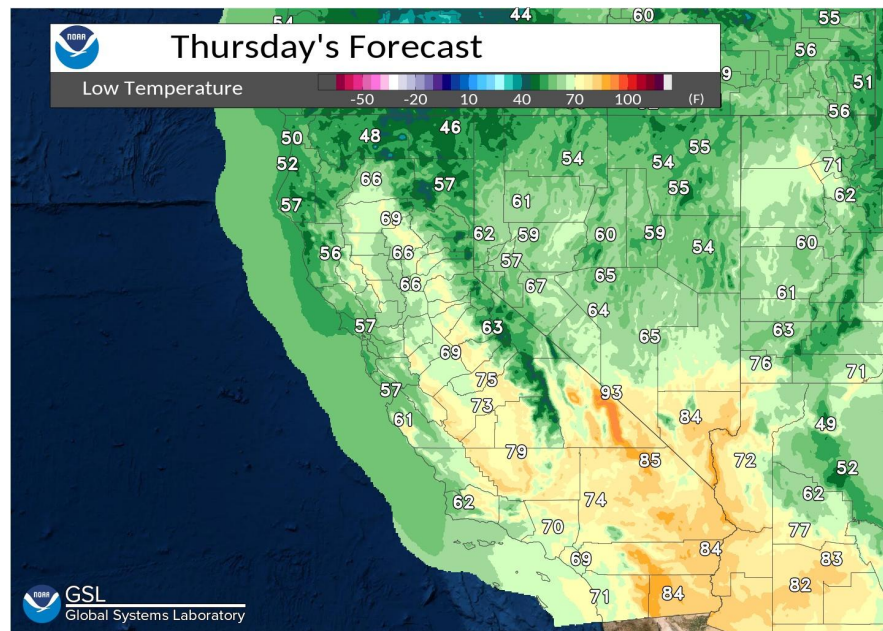 54 44 60 55
NOAA
Thursday's Forecast
56
Low Temperature
-50 -20 10 40 70 100 (F)
51
56
50 48 46
52 54 54 55
66 57 55 71
57 61 62
69
56 66 62 59 60 59 54 60
57
66 67 65 61
64
57 63 65 63
69 76 71
75
57 73 93
61 84 49
79 85 72 52
62 74 62
70 77
69 84 83
71 84 82
NOAA
GSL
Global Systems Laboratory